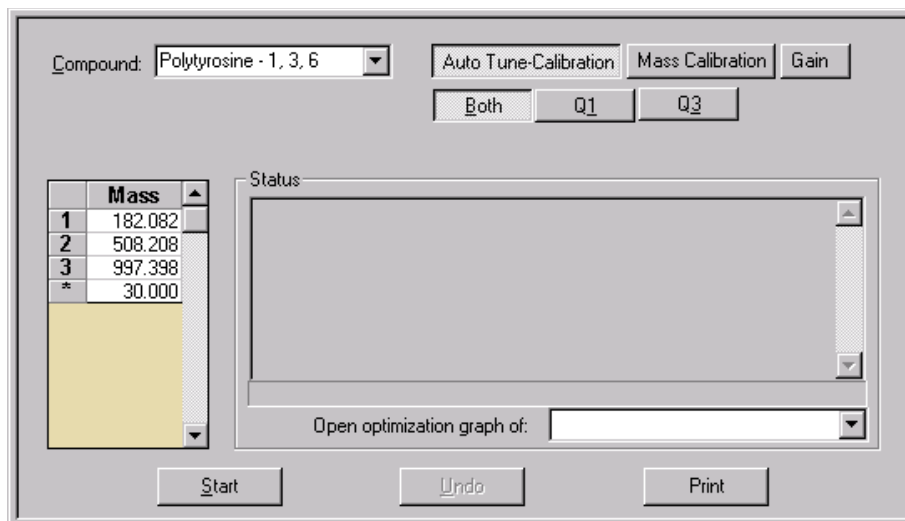 Compound: Polytyrosine - 1, 3, 6 Auto Tune-Calibration Mass Calibration Gain
Both Q1 Q3
Mass
1 182.082
2 508.208
3 997.398
* 30.000
Status
Open optimization graph of:
Start Undo Print